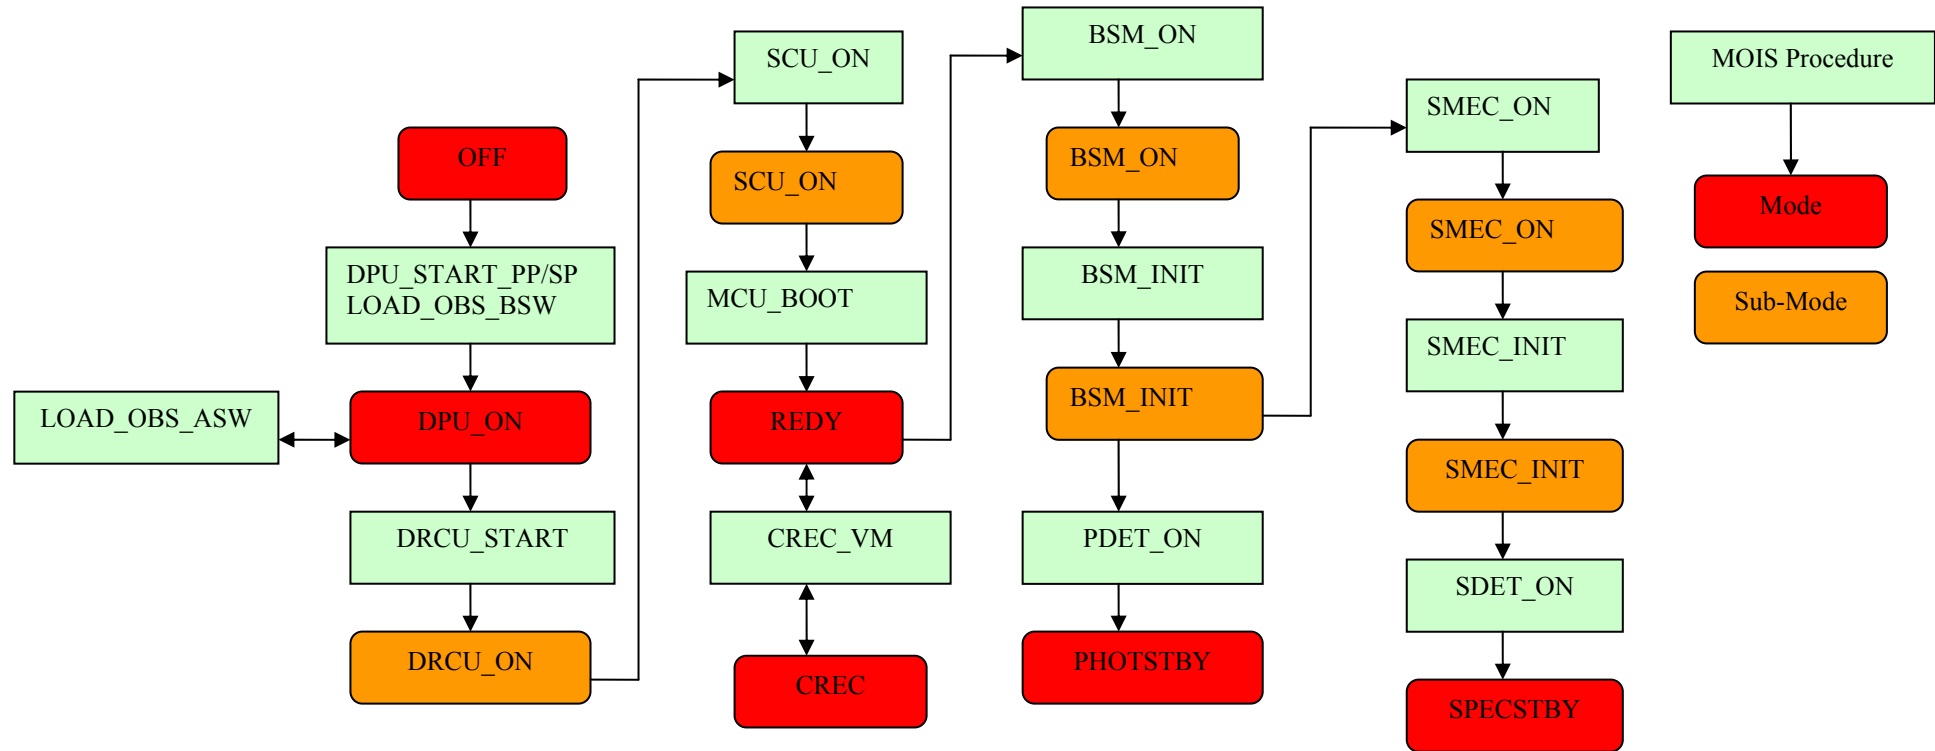 OFF
DPU_START_PP/SP
LOAD_OBS_BSW
LOAD_OBS_ASW
DPU_ON
DRCU_START
DRCU_ON
SCU_ON
SCU_ON
MCU_BOOT
REDY
CREC_VM
CREC
BSM_ON
BSM_ON
BSM_INIT
BSM_INIT
PDET_ON
PHOTSTBY
SMEC_ON
SMEC_ON
SMEC_INIT
SMEC_INIT
SDET_ON
SPECSTBY
MOIS Procedure
Mode
Sub-Mode